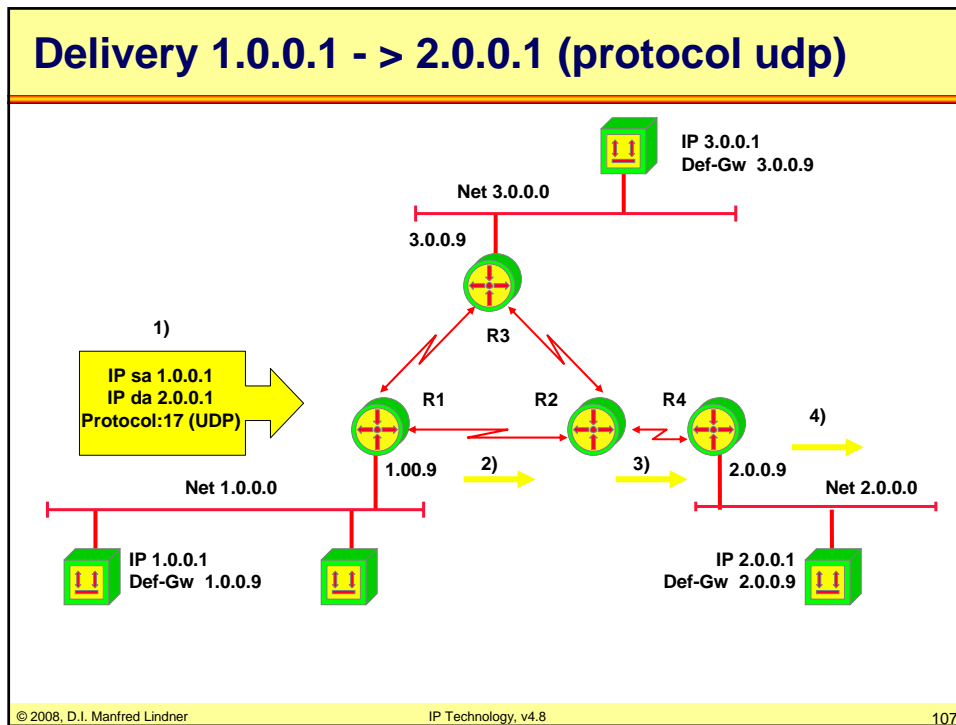 Delivery 1.0.0.1 - > 2.0.0.1 (protocol udp)
IP 3.0.0.1
Def-Gw 3.0.0.9
Net 3.0.0.0
3.0.0.9
R3
1)
IP sa 1.0.0.1
IP da 2.0.0.1
Protocol:17 (UDP)
R1
R2
R4
4)
1.00.9
2)
3)
2.0.0.9
Net 1.0.0.0
Net 2.0.0.0
IP 1.0.0.1
Def-Gw 1.0.0.9
IP 2.0.0.1
Def-Gw 2.0.0.9
© 2008, D.I. Manfred Lindner
IP Technology, v4.8
107